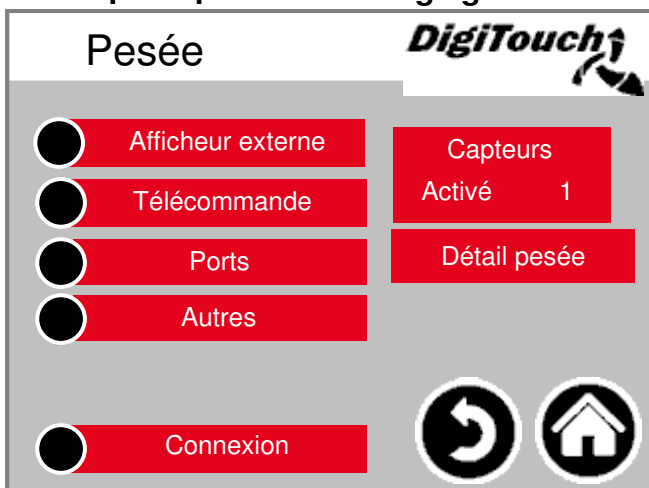 Pesée
DigiTouch
Afficheur externe
Télécommande
Ports
Autres
Connexion
Capteurs
Activé 1
Détail pesée